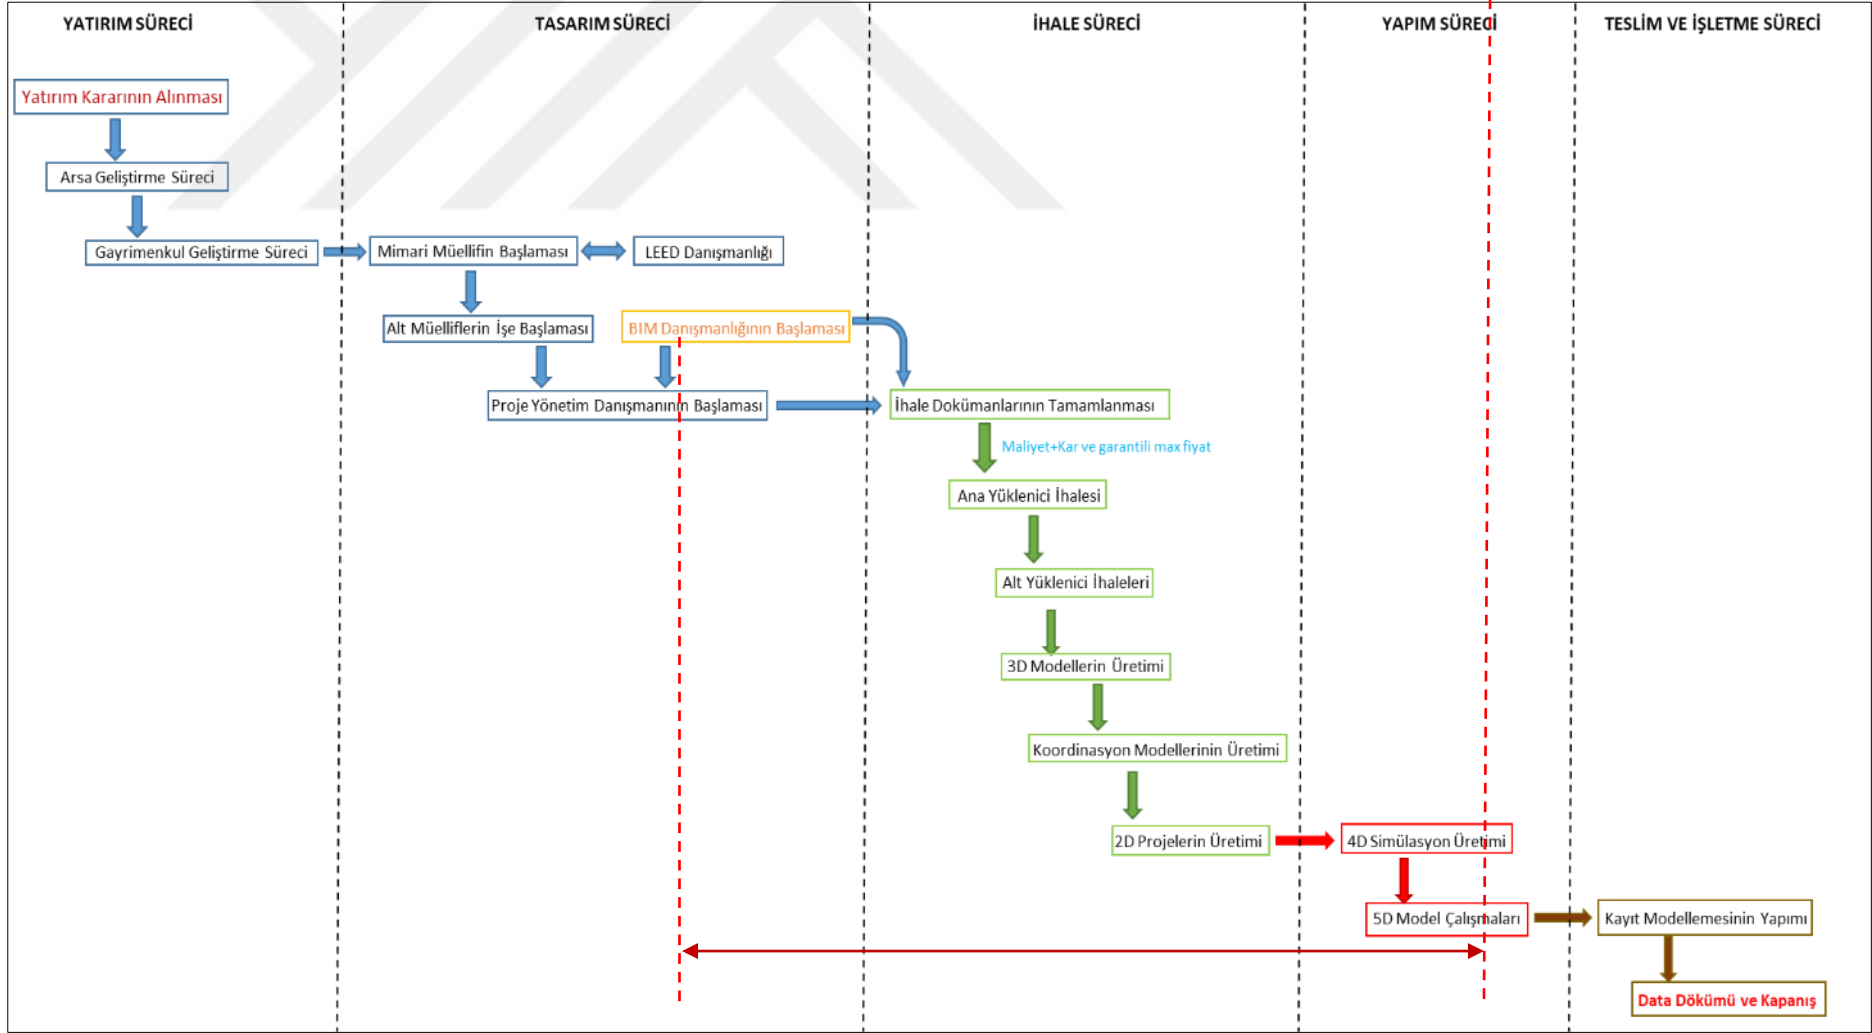 YATIRIM SÜRECİ
TASARIM SÜRECİ
İHALE SÜRECİ
YAPIM SÜRECİ
TESLİM VE İŞLETME SÜRECİ
Yatırım Kararının Alınması
Arsa Geliştirme Süreci
Gayrimenkul Geliştirme Süreci
Mimari Müellifin Başlaması
LEED Danışmanlığı
Alt Müelliflerin İşe Başlaması
BIM Danışmanlığının Başlaması
Proje Yönetim Danışmanının Başlaması
İhale Dokümanlarının Tamamlanması
Maliyet+Kar ve garantili max fiyat
Ana Yüklenici İhalesi
Alt Yüklenici İhaleleri
3D Modellerin Üretimi
Koordinasyon Modellerinin Üretimi
2D Projelerin Üretimi
4D Simülasyon Üretimi
5D Model Çalışmaları
Kayıt Modellemesinin Yapımı
Data Dökümü ve Kapanış